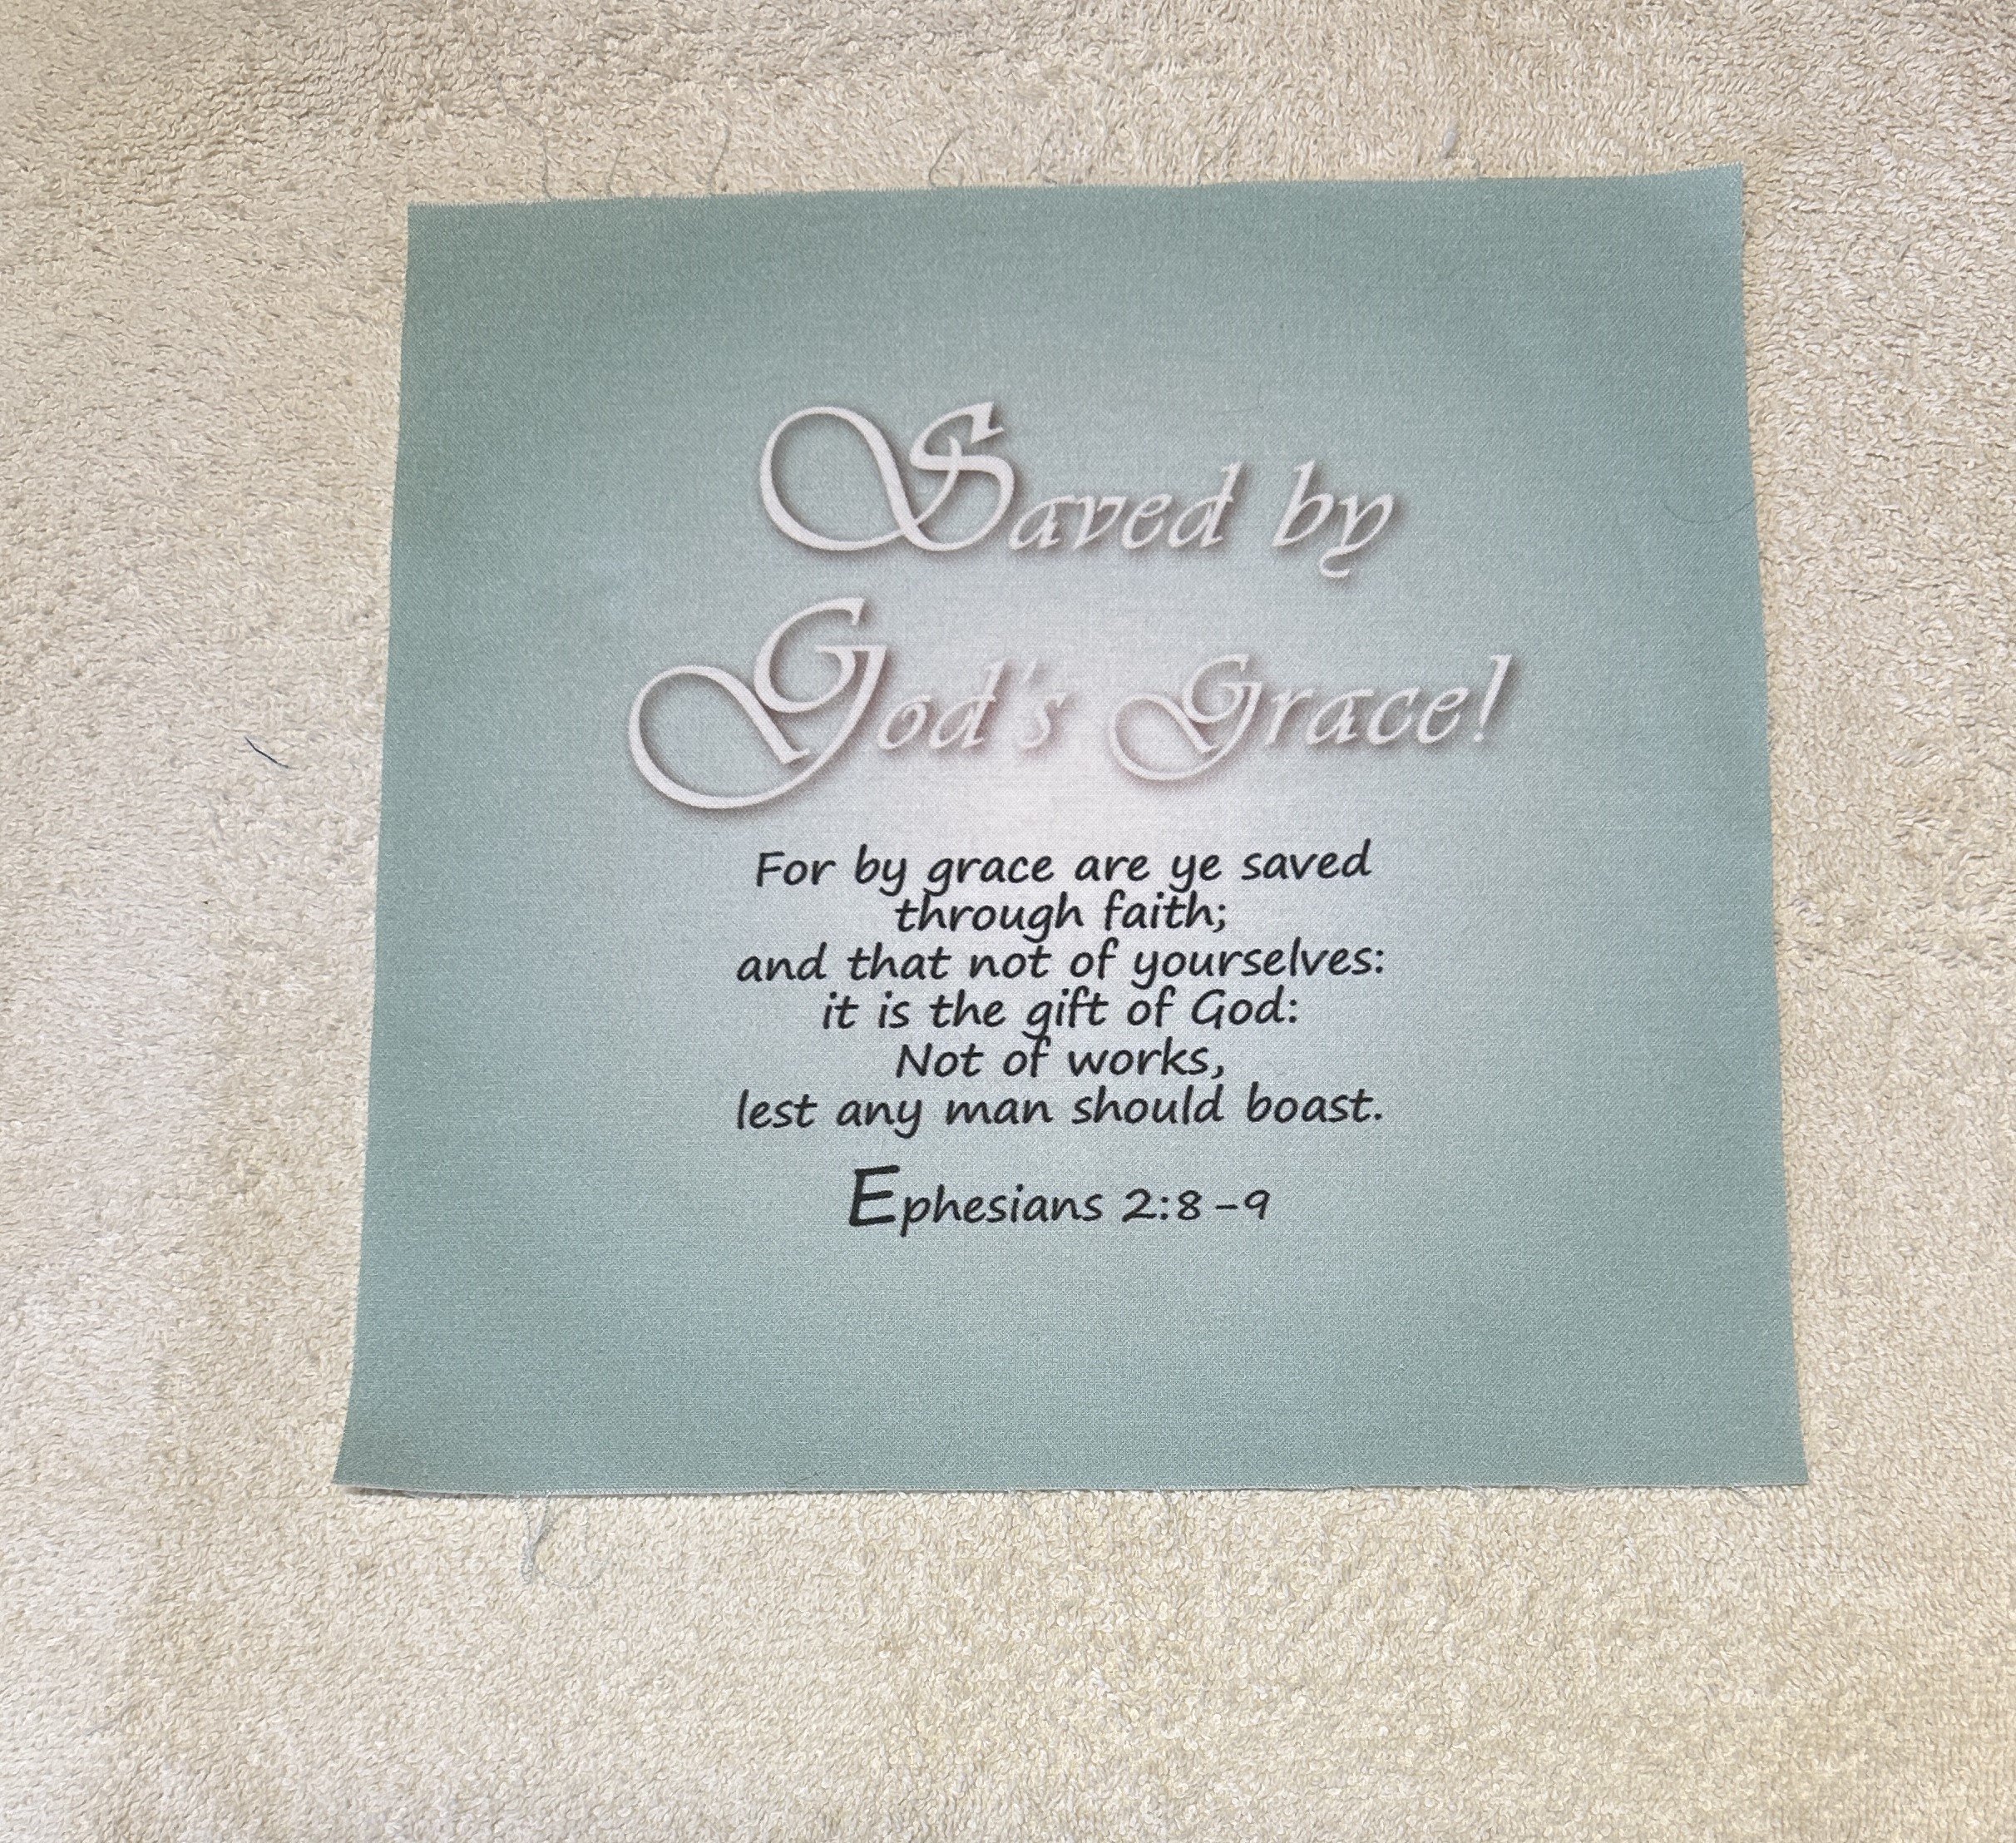 Saved by
God's Grace!
For by grace are ye saved
through faith;
and that not of yourselves:
it is the gift of God:
Not of works,
lest any man should boast.
Ephesians 2:8-9